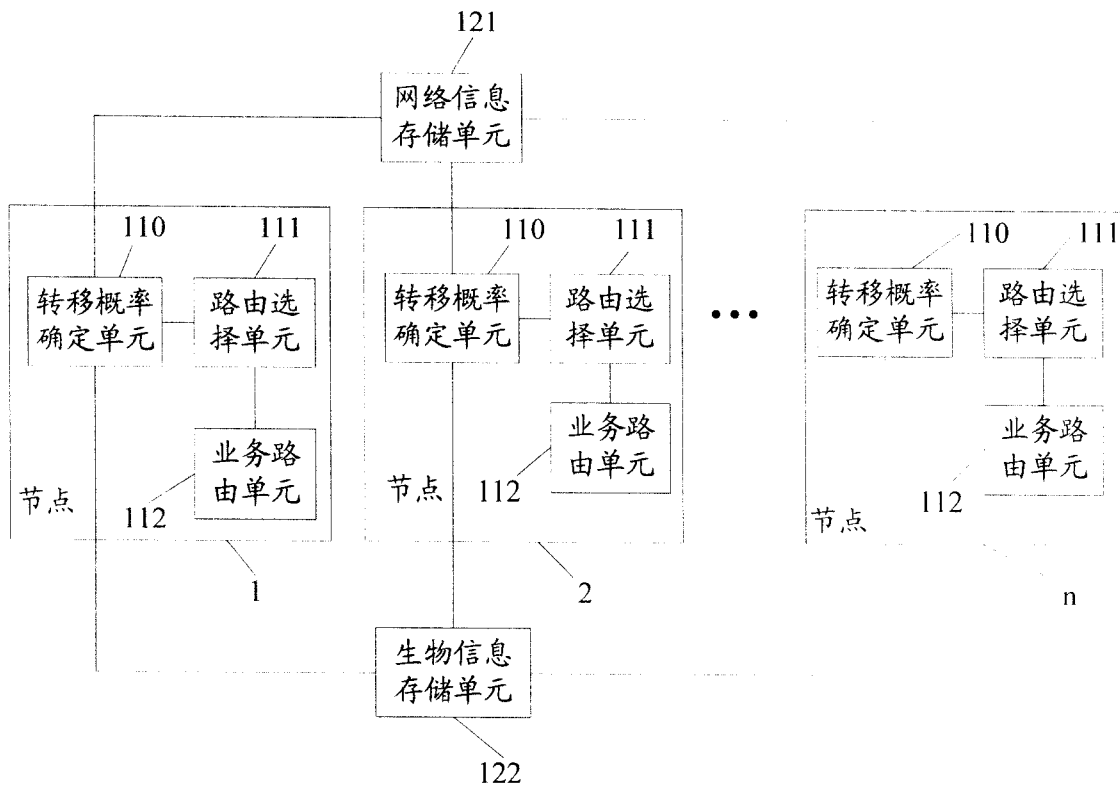 121
网络信息
存储单元
110
111
转移概率
确定单元
路由选
择单元
业务路
由单元
节点
112
1
110
111
转移概率
确定单元
路由选
择单元
业务路
由单元
节点
112
2
•••
110
111
转移概率
确定单元
路由选
择单元
业务路
由单元
节点
112
n
生物信息
存储单元
122